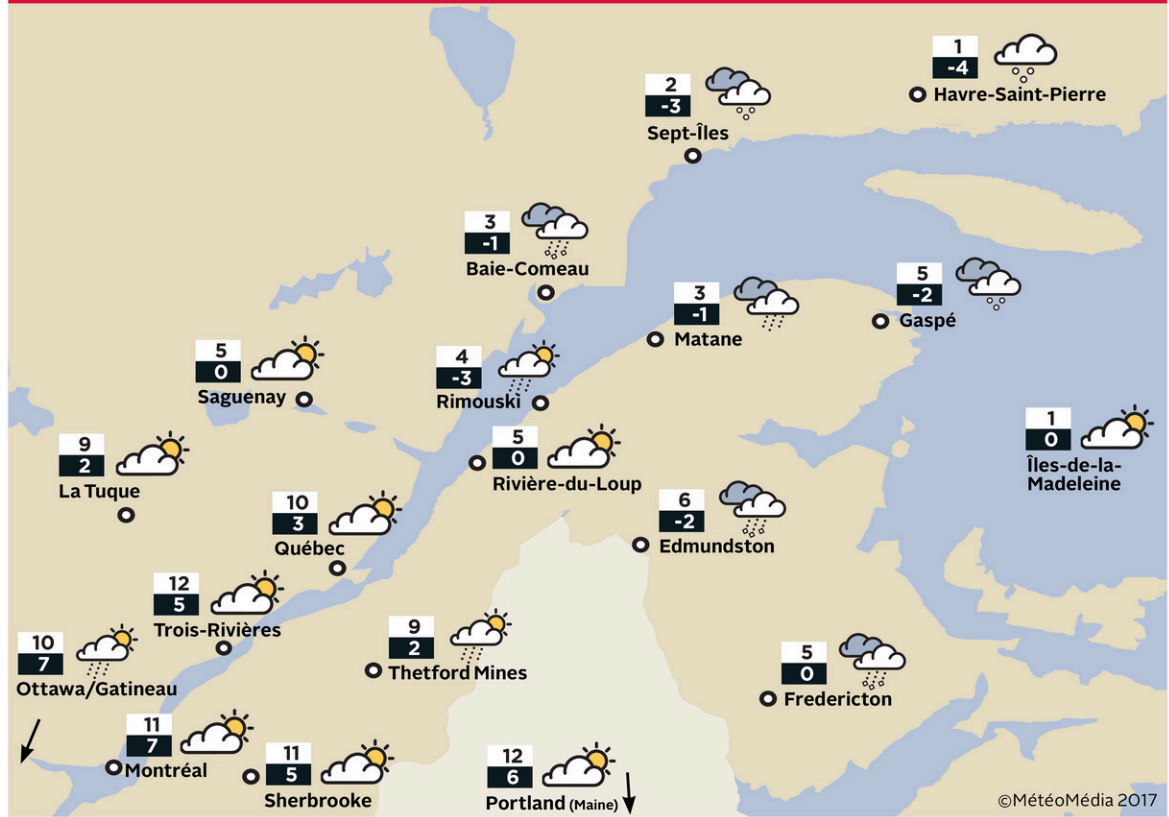 1
-4
Havre-Saint-Pierre
2
-3
Sept-Îles
3
-1
Baie-Comeau
5
-2
Gaspé
3
-1
Matane
5
0
Saguenay
4
-3
Rimouski
1
0
Îles-de-la-
Madeleine
9
2
La Tuque
5
0
Rivière-du-Loup
10
3
Québec
6
-2
Edmundston
12
5
Trois-Rivières
10
7
Ottawa/Gatineau
9
2
Thetford Mines
5
0
Fredericton
11
7
Montréal
11
5
Sherbrooke
12
6
Portland (Maine)
©MétéoMédia 2017